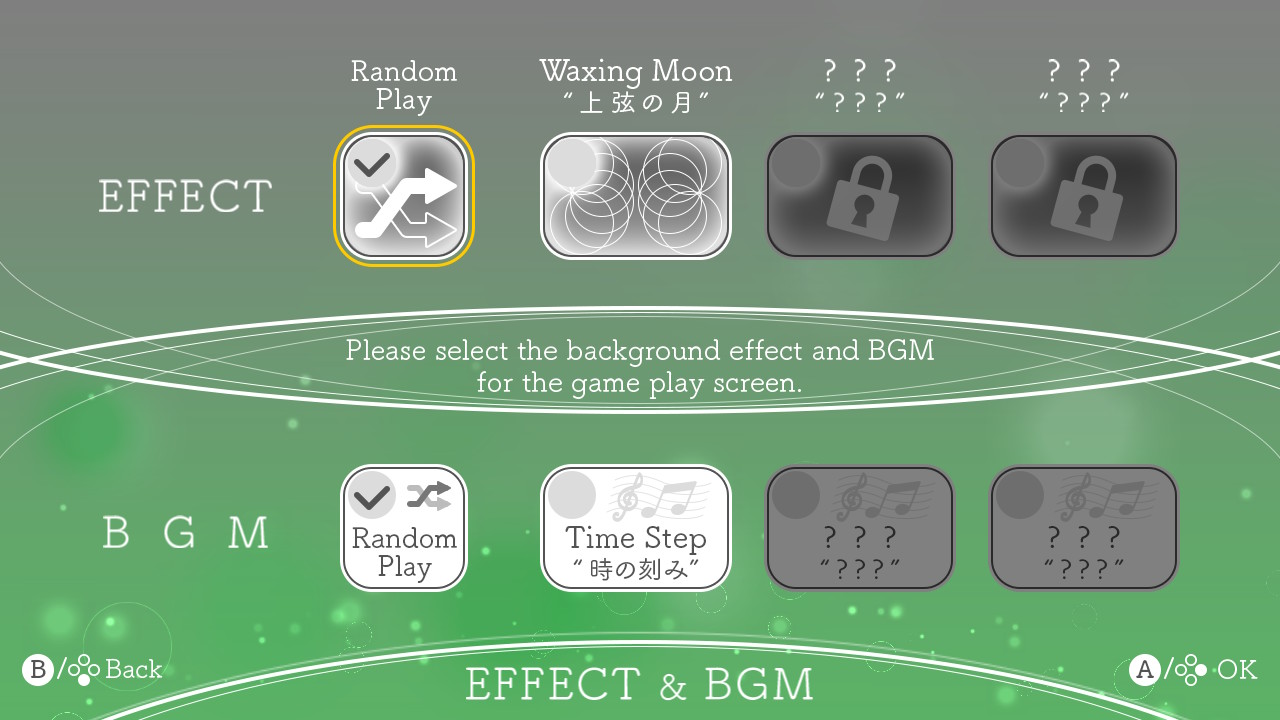 Random
Play
Waxing Moon
“上弦の月”
? ? ?
“? ? ?”
? ? ?
“? ? ?”
EFFECT
Please select the background effect and BGM
for the game play screen.
BGM
Random
Play
Time Step
“時の刻み”
? ? ?
“? ? ?”
? ? ?
“? ? ?”
B/ Back
EFFECT & BGM
A/ OK